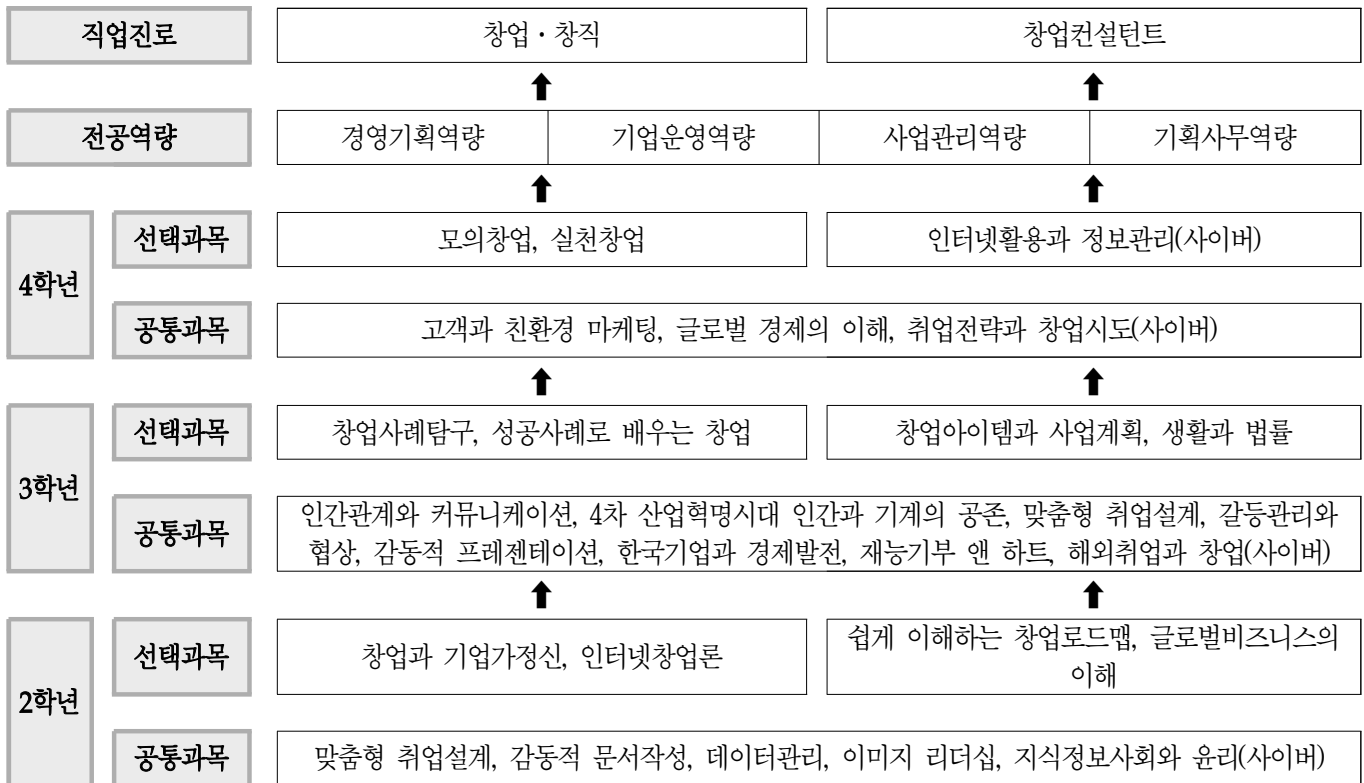 직업진로
창업・창직
창업컨설턴트
전공역량
경영기획역량
기업운영역량
사업관리역량
기획사무역량
4학년
선택과목
모의창업, 실천창업
인터넷활용과 정보관리(사이버)
공통과목
고객과 친환경 마케팅, 글로벌 경제의 이해, 취업전략과 창업시도(사이버)
3학년
선택과목
창업사례탐구, 성공사례로 배우는 창업
창업아이템과 사업계획, 생활과 법률
공통과목
인간관계와 커뮤니케이션, 4차 산업혁명시대 인간과 기계의 공존, 맞춤형 취업설계, 갈등관리와
협상, 감동적 프레젠테이션, 한국기업과 경제발전, 재능기부 앤 하트, 해외취업과 창업(사이버)
2학년
선택과목
창업과 기업가정신, 인터넷창업론
쉽게 이해하는 창업로드맵, 글로벌비즈니스의
이해
공통과목
맞춤형 취업설계, 감동적 문서작성, 데이터관리, 이미지 리더십, 지식정보사회와 윤리(사이버)